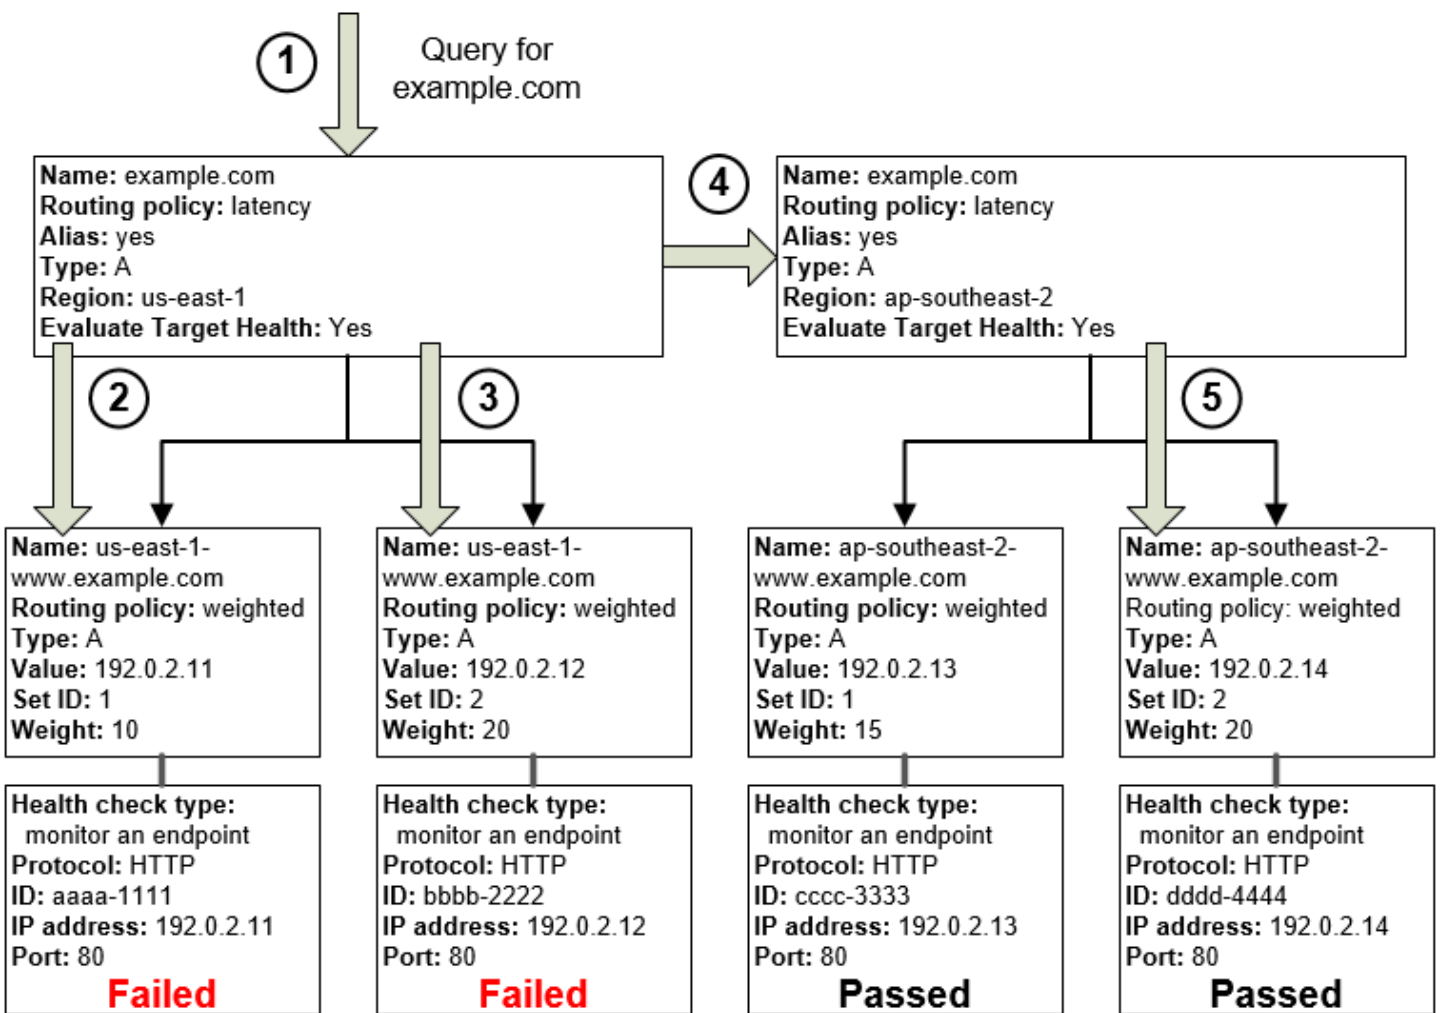 1
Query for
example.com
Name: example.com
Routing policy: latency
Alias: yes
Type: A
Region: us-east-1
Evaluate Target Health: Yes
4
Name: example.com
Routing policy: latency
Alias: yes
Type: A
Region: ap-southeast-2
Evaluate Target Health: Yes
2
3
5
Name: us-east-1-
www.example.com
Routing policy: weighted
Type: A
Value: 192.0.2.11
Set ID: 1
Weight: 10
Name: us-east-1-
www.example.com
Routing policy: weighted
Type: A
Value: 192.0.2.12
Set ID: 2
Weight: 20
Name: ap-southeast-2-
www.example.com
Routing policy: weighted
Type: A
Value: 192.0.2.13
Set ID: 1
Weight: 15
Name: ap-southeast-2-
www.example.com
Routing policy: weighted
Type: A
Value: 192.0.2.14
Set ID: 2
Weight: 20
Health check type:
monitor an endpoint
Protocol: HTTP
ID: aaaa-1111
IP address: 192.0.2.11
Port: 80
Failed
Health check type:
monitor an endpoint
Protocol: HTTP
ID: bbbb-2222
IP address: 192.0.2.12
Port: 80
Failed
Health check type:
monitor an endpoint
Protocol: HTTP
ID: cccc-3333
IP address: 192.0.2.13
Port: 80
Passed
Health check type:
monitor an endpoint
Protocol: HTTP
ID: dddd-4444
IP address: 192.0.2.14
Port: 80
Passed